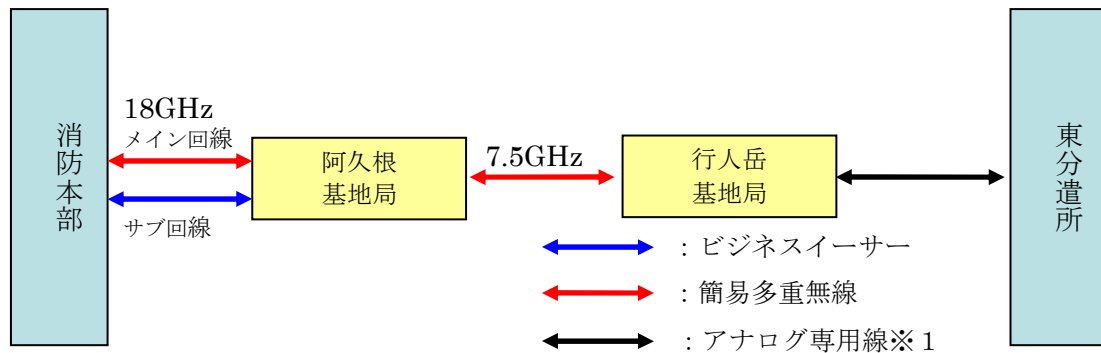 消防本部
18GHz
メイン回線
サブ回線
阿久根
基地局
7.5GHz
行人岳
基地局
東分遣所
：ビジネスイーサー
：簡易多重無線
：アナログ専用線※１